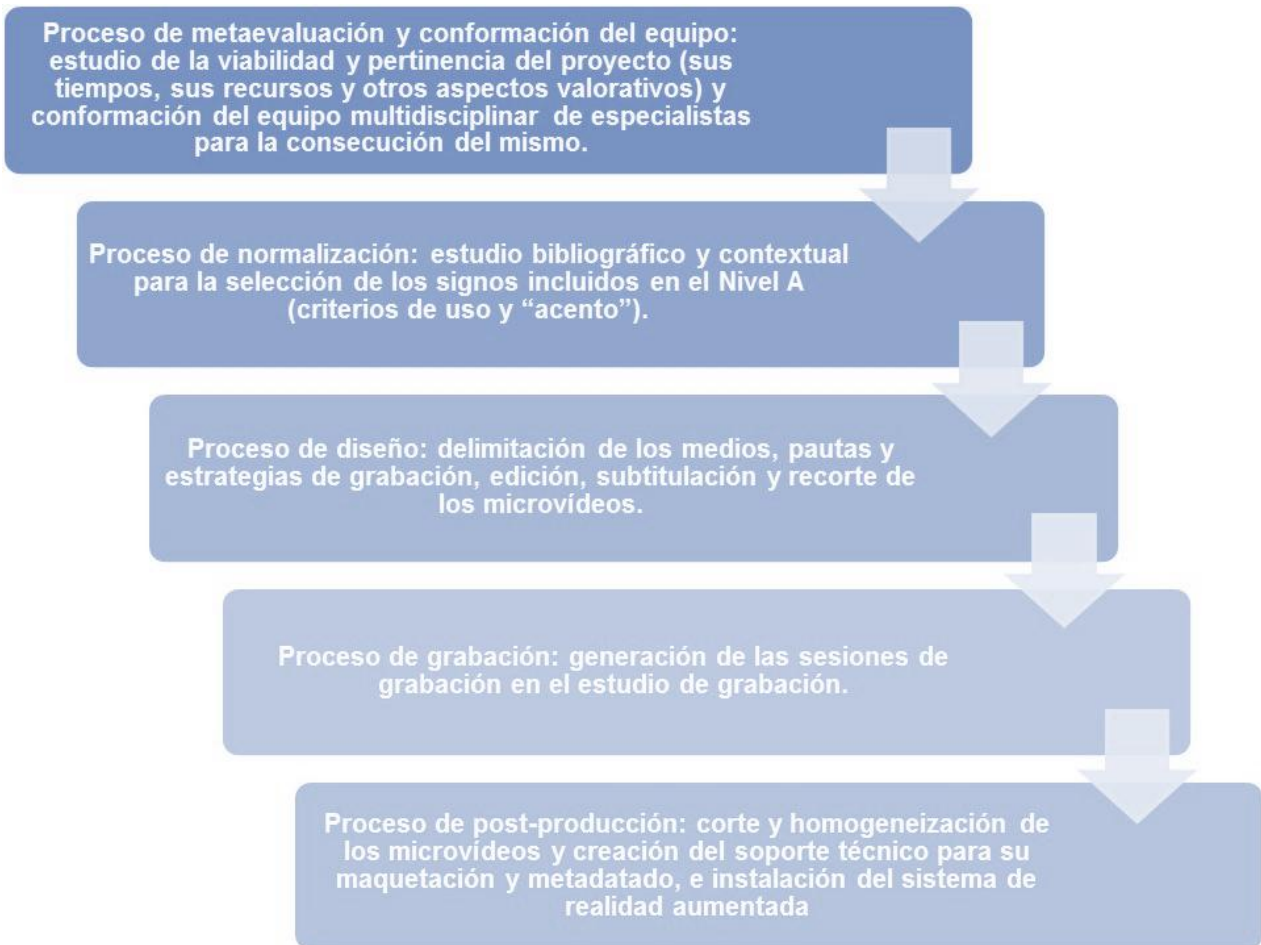 Proceso de metaevaluación y conformación del equipo:
estudio de la viabilidad y pertinencia del proyecto (sus
tiempos, sus recursos y otros aspectos valorativos) y
conformación del equipo multidisciplinar de especialistas
para la consecución del mismo.
Proceso de normalización: estudio bibliográfico y contextual
para la selección de los signos incluidos en el Nivel A
(criterios de uso y “acento”).
Proceso de diseño: delimitación de los medios, pautas y
estrategias de grabación, edición, subtitulación y recorte de
los microvídeos.
Proceso de grabación: generación de las sesiones de
grabación en el estudio de grabación.
Proceso de post-producción: corte y homogeneización de
los microvídeos y creación del soporte técnico para su
maquetación y metadatado, e instalación del sistema de
realidad aumentada